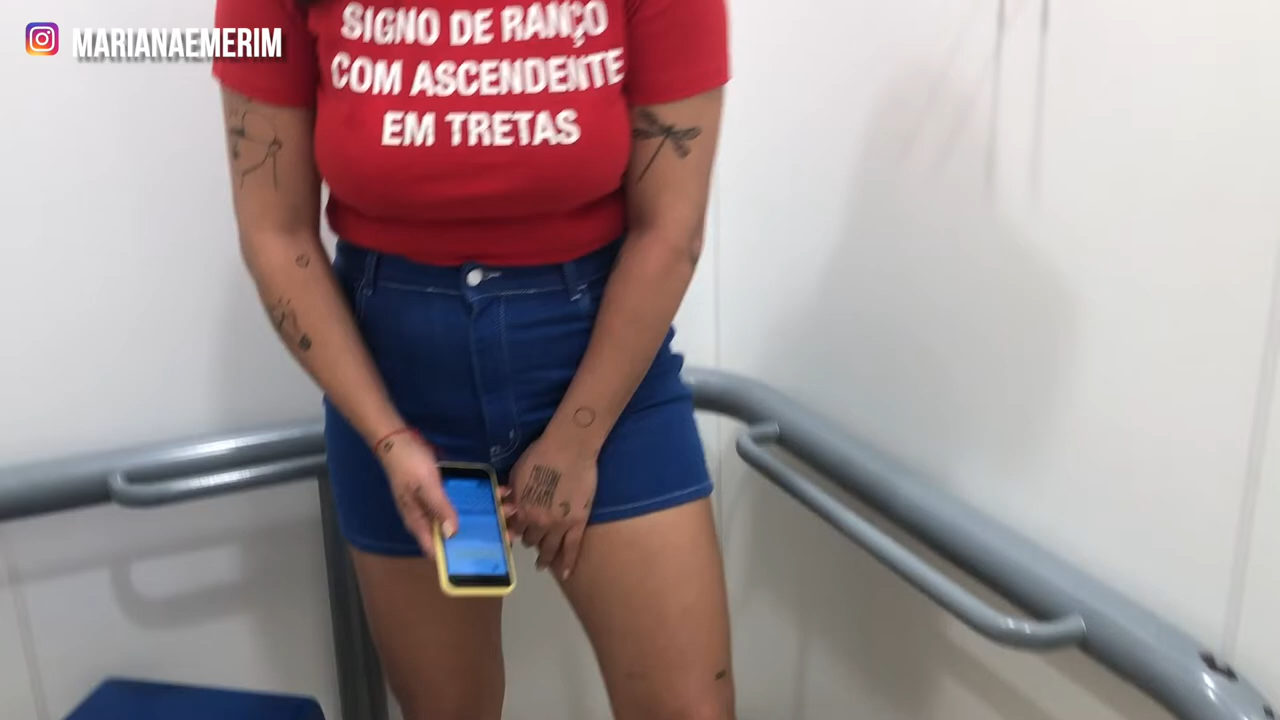 MARIANAEMERIM
SIGNO DE RANÇO
COM ASCENDENTE
EM TRETAS